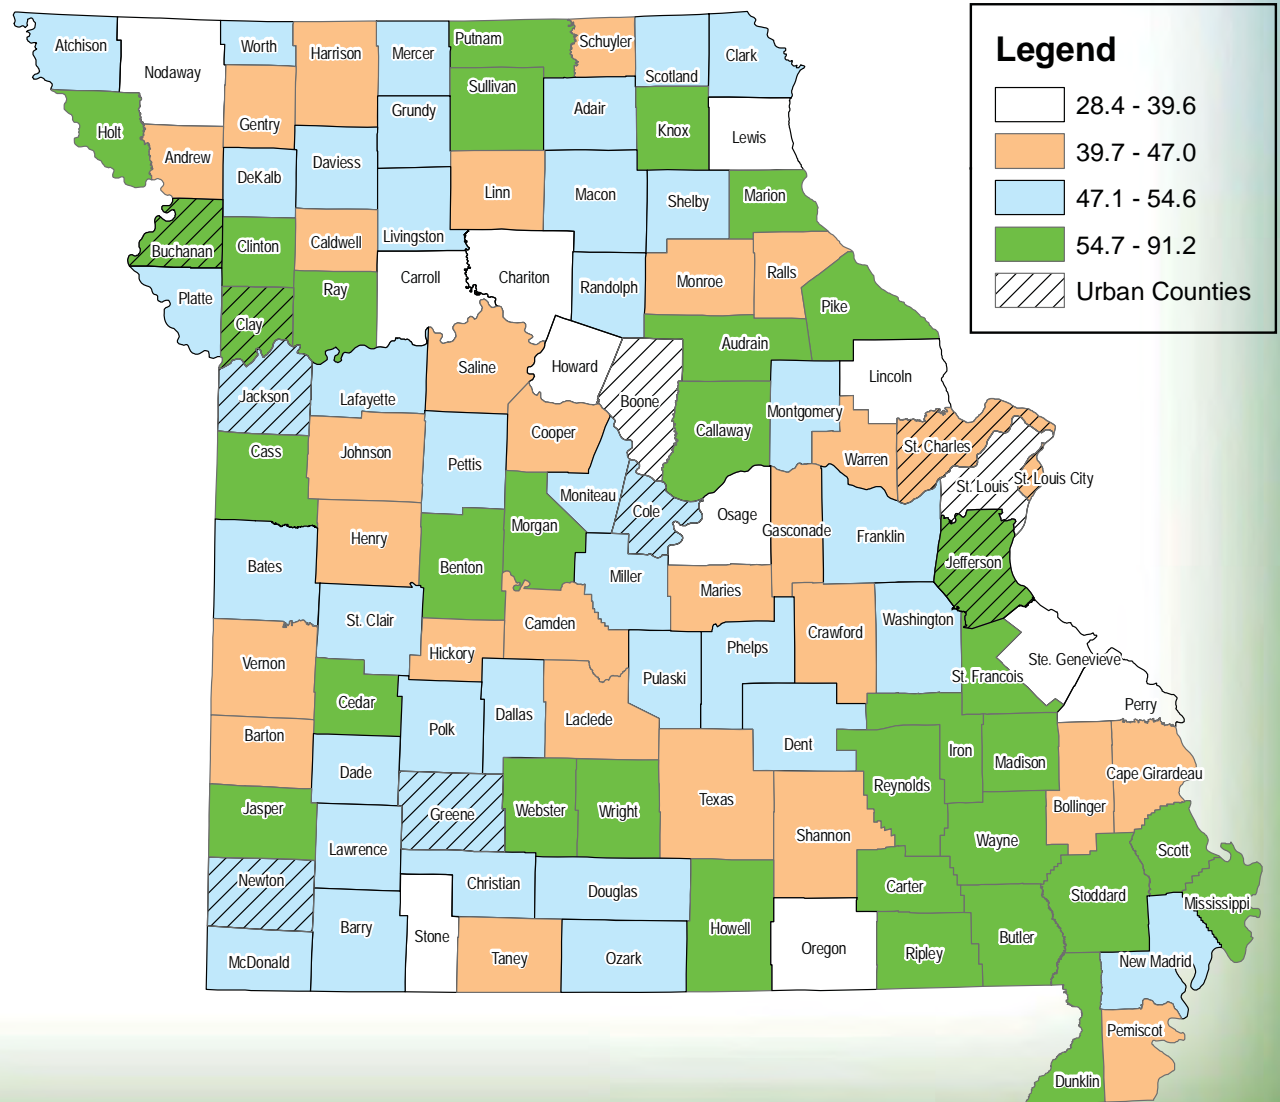 Legend
28.4 - 39.6
39.7 - 47.0
47.1 - 54.6
54.7 - 91.2
Urban Counties
Atchison
Nodaway
Worth
Harrison
Mercer
Putnam
Schuyler
Scotland
Clark
Sullivan
Adair
Knox
Lewis
Holt
Andrew
Gentry
Grundy
Daviess
DeKalb
Linn
Macon
Shelby
Marion
Buchanan
Clinton
Caldwell
Livingston
Carroll
Chariton
Randolph
Monroe
Ralls
Pike
Platte
Clay
Ray
Audrain
Saline
Howard
Boone
Callaway
Montgomery
Lincoln
Warren
St. Charles
St. Louis
St. Louis City
Jackson
Lafayette
Cass
Johnson
Pettis
Cooper
Moniteau
Cole
Osage
Gasconade
Franklin
Jefferson
Bates
Henry
Benton
Morgan
Miller
Maries
Crawford
Washington
St. Clair
Hickory
Camden
Phelps
Pulaski
St. Francois
Ste. Genevieve
Perry
Vernon
Cedar
Polk
Dallas
Laclede
Dent
Iron
Madison
Reynolds
Bollinger
Cape Girardeau
Barton
Dade
Jasper
Greene
Webster
Wright
Texas
Shannon
Wayne
Scott
Mississippi
Stoddard
Lawrence
Newton
Christian
Douglas
Howell
Carter
Butler
Ripley
Oregon
Barry
Stone
Taney
Ozark
McDonald
New Madrid
Pemiscot
Dunklin